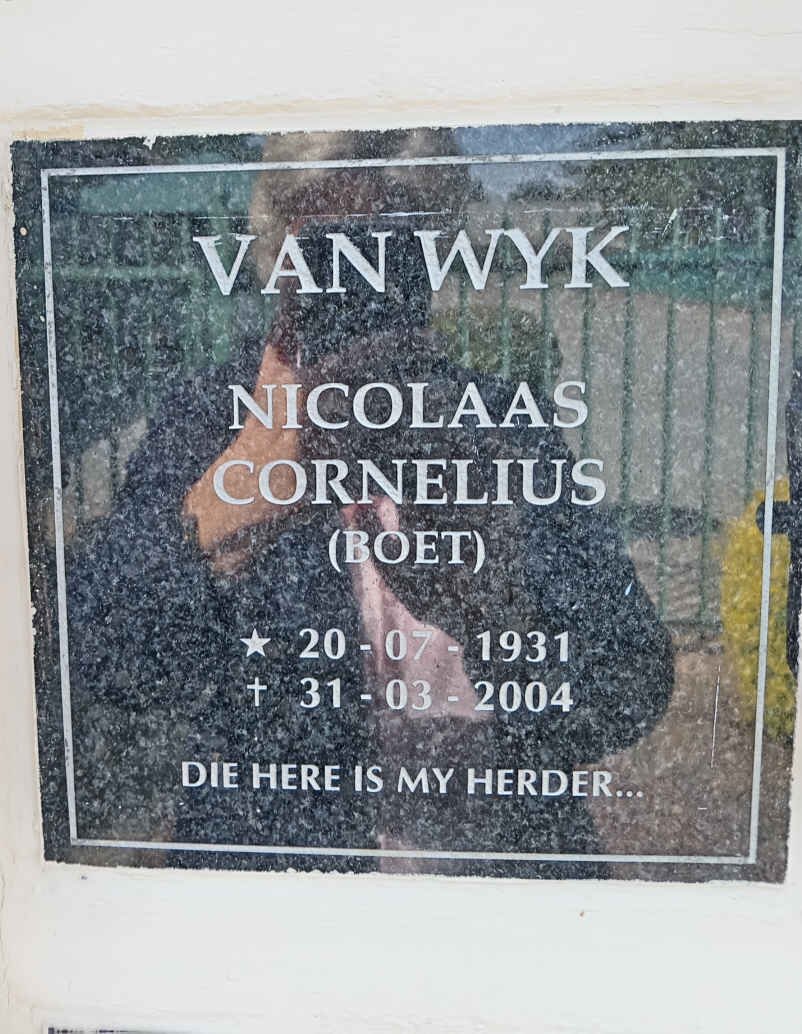 VAN WYK
NICOLAAS
CORNELIUS
(BOET)
★ 20 - 07 - 1931
✝ 31 - 03 - 2004
DIE HERE IS MY HERDER...